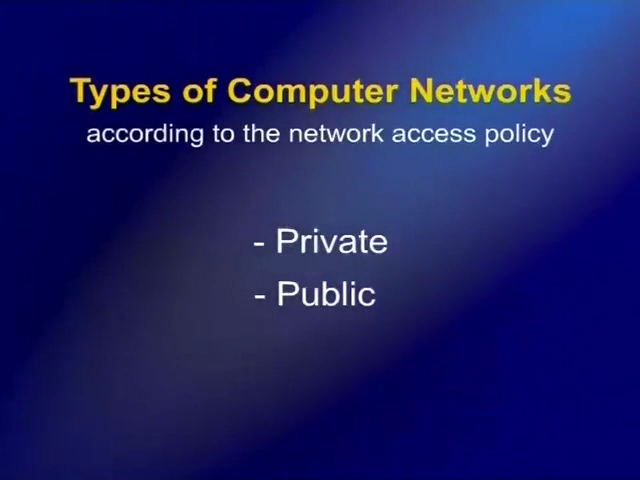 Types of Computer Networks
according to the network access policy
- Private
- Public